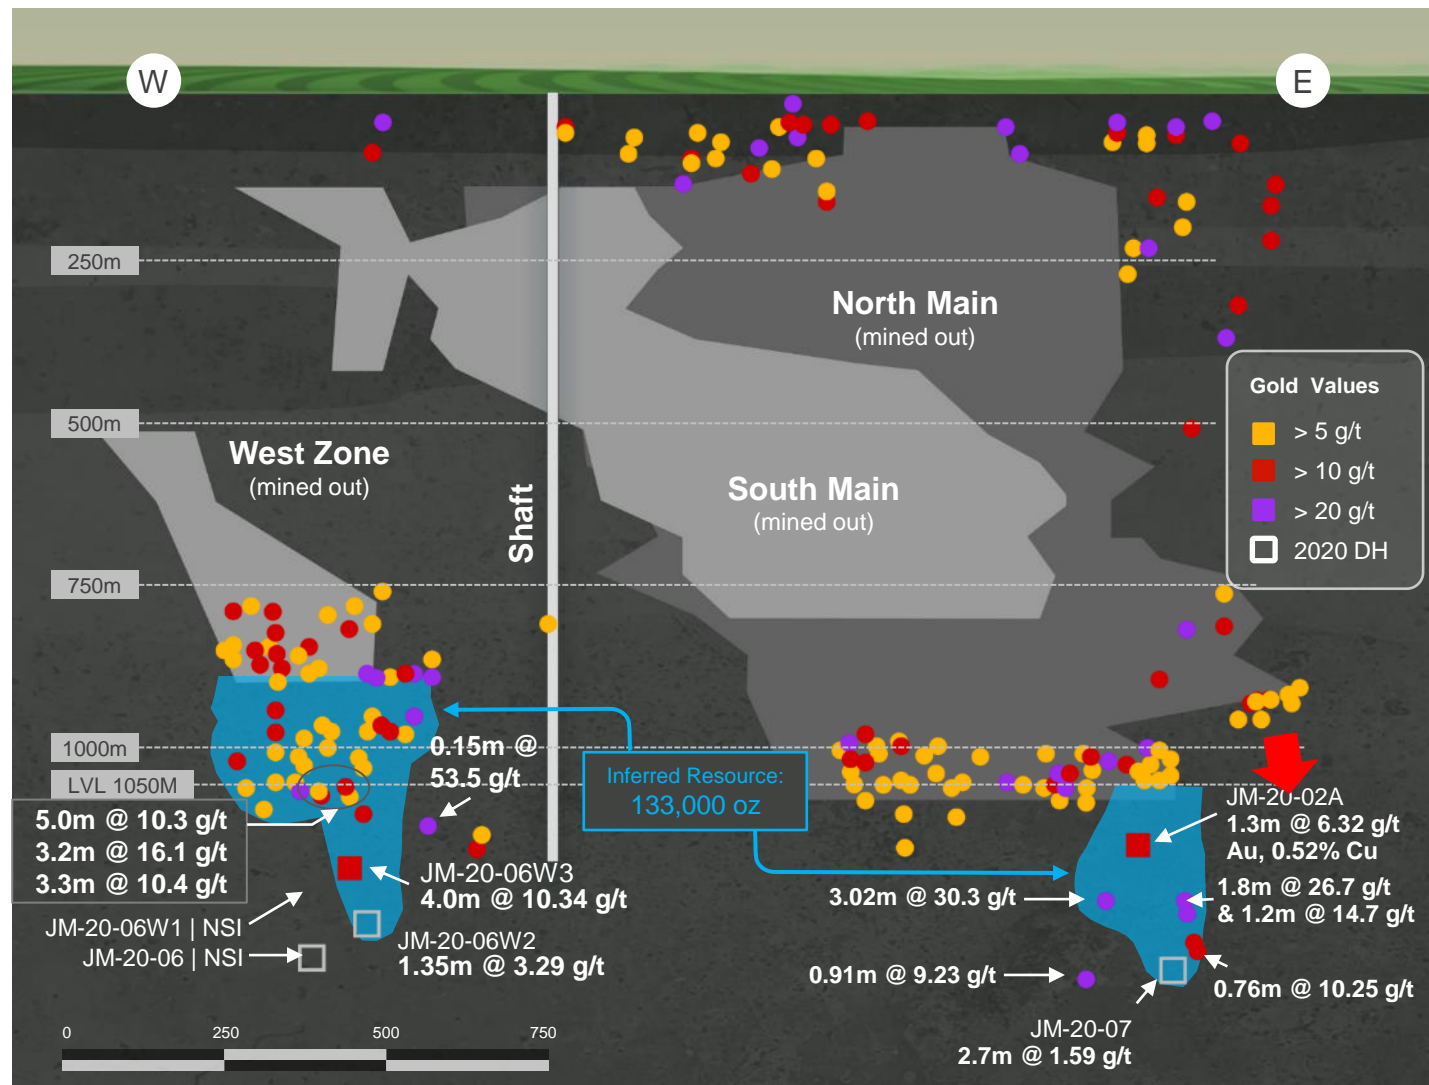 W
E
250m
North Main
(mined out)
Gold Values
> 5 g/t
> 10 g/t
> 20 g/t
2020 DH
500m
West Zone
(mined out)
South Main
(mined out)
Shaft
750m
1000m
LVL 1050M
0.15m @
53.5 g/t
Inferred Resource:
133,000 oz
5.0m @ 10.3 g/t
3.2m @ 16.1 g/t
3.3m @ 10.4 g/t
JM-20-02A
1.3m @ 6.32 g/t
Au, 0.52% Cu
JM-20-06W3
4.0m @ 10.34 g/t
3.02m @ 30.3 g/t
1.8m @ 26.7 g/t
& 1.2m @ 14.7 g/t
JM-20-06W1 | NSI
JM-20-06 | NSI
JM-20-06W2
1.35m @ 3.29 g/t
0.91m @ 9.23 g/t
0.76m @ 10.25 g/t
JM-20-07
2.7m @ 1.59 g/t
0 250 500 750